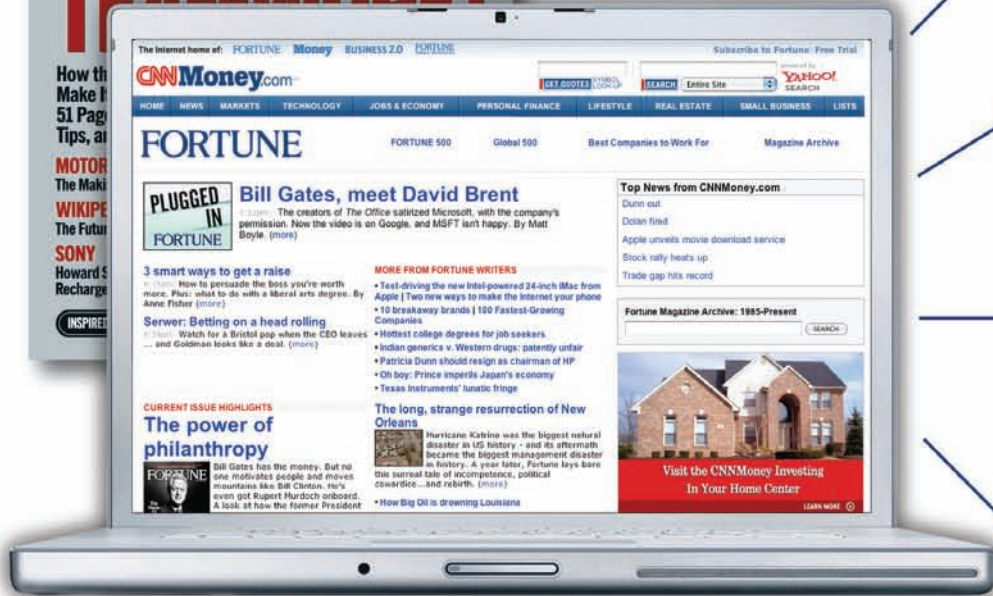 How th
Make It
51 Pag
Tips, an
MOTOR
The Maki
WIKIPE
The Futur
SONY
Howard S
Recharge
INSPIRE
The Internet home of: FORTUNE Money BUSINESS 2.0 FORTUNE
Subscribe to Fortune Free Trial
CNNMoney.com
GET QUOTES SYMBOL LOOK-UP SEARCH Entire Site powered by YAHOO! SEARCH
HOME NEWS MARKETS TECHNOLOGY JOBS & ECONOMY PERSONAL FINANCE LIFESTYLE REAL ESTATE SMALL BUSINESS LISTS
FORTUNE FORTUNE 500 Global 500 Best Companies to Work For Magazine Archive
PLUGGED
IN
FORTUNE
Bill Gates, meet David Brent
The creators of The Office satirized Microsoft, with the company's
permission. Now the video is on Google, and MSFT isn't happy. By Matt
Boyle. (more)
3 smart ways to get a raise
How to persuade the boss you're worth
more. Plus: what to do with a liberal arts degree. By
Anne Fisher (more)
Serwer: Betting on a head rolling
Watch for a Bristol pop when the CEO leaves
... and Goldman looks like a deal. (more)
MORE FROM FORTUNE WRITERS
• Test-driving the new Intel-powered 24-inch iMac from
Apple | Two new ways to make the Internet your phone
• 10 breakaway brands | 100 Fastest-Growing
Companies
• Hottest college degrees for job seekers
• Indian generics v. Western drugs: patently unfair
• Patricia Dunn should resign as chairman of HP
• Oh boy: Prince imperils Japan's economy
• Texas Instruments' lunatic fringe
CURRENT ISSUE HIGHLIGHTS
The power of
philanthropy
FORTUNE
Bill Gates has the money. But no
one motivates people and moves
mountains like Bill Clinton. He's
even got Rupert Murdoch onboard.
A look at how the former President
The long, strange resurrection of New
Orleans
Hurricane Katrina was the biggest natural
disaster in US history - and its aftermath
became the biggest management disaster
in history. A year later, Fortune lays bare
this surreal tale of incompetence, political
cowardice...and rebirth. (more)
• How Big Oil is drowning Louisiana
Top News from CNNMoney.com
Dunn out
Dolan fired
Apple unveils movie download service
Stock rally heats up
Trade gap hits record
Fortune Magazine Archive: 1985-Present
SEARCH
Visit the CNNMoney Investing
In Your Home Center
LEARN MORE